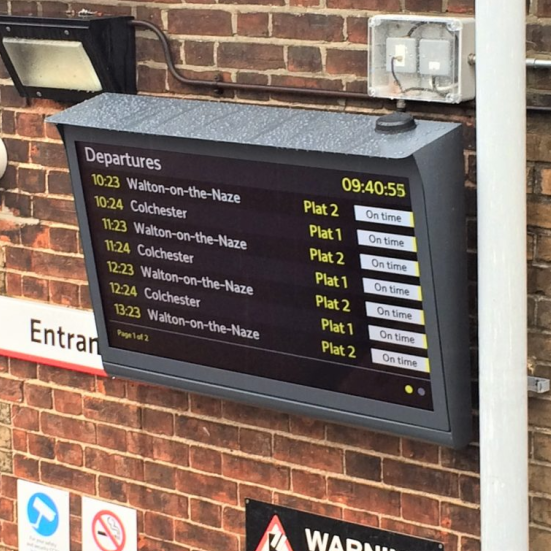 Departures 09:40:55
10:23 Walton-on-the-Naze Plat 2 On time
10:24 Colchester Plat 1 On time
11:23 Walton-on-the-Naze Plat 2 On time
11:24 Colchester Plat 1 On time
12:23 Walton-on-the-Naze Plat 2 On time
12:24 Colchester Plat 1 On time
13:23 Walton-on-the-Naze Plat 2 On time
Page 1 of 2
Entran
WARNIN